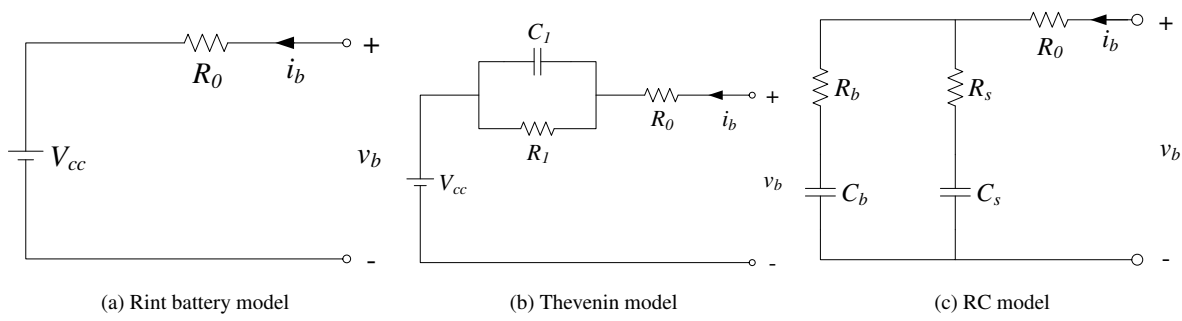 R0
ib
+
Vcc
vb
-
(a) Rint battery model
C1
R1
R0
ib
+
Vcc
vb
-
(b) Thevenin model
R0
ib
+
Rb
Rs
vb
Cb
Cs
-
(c) RC model